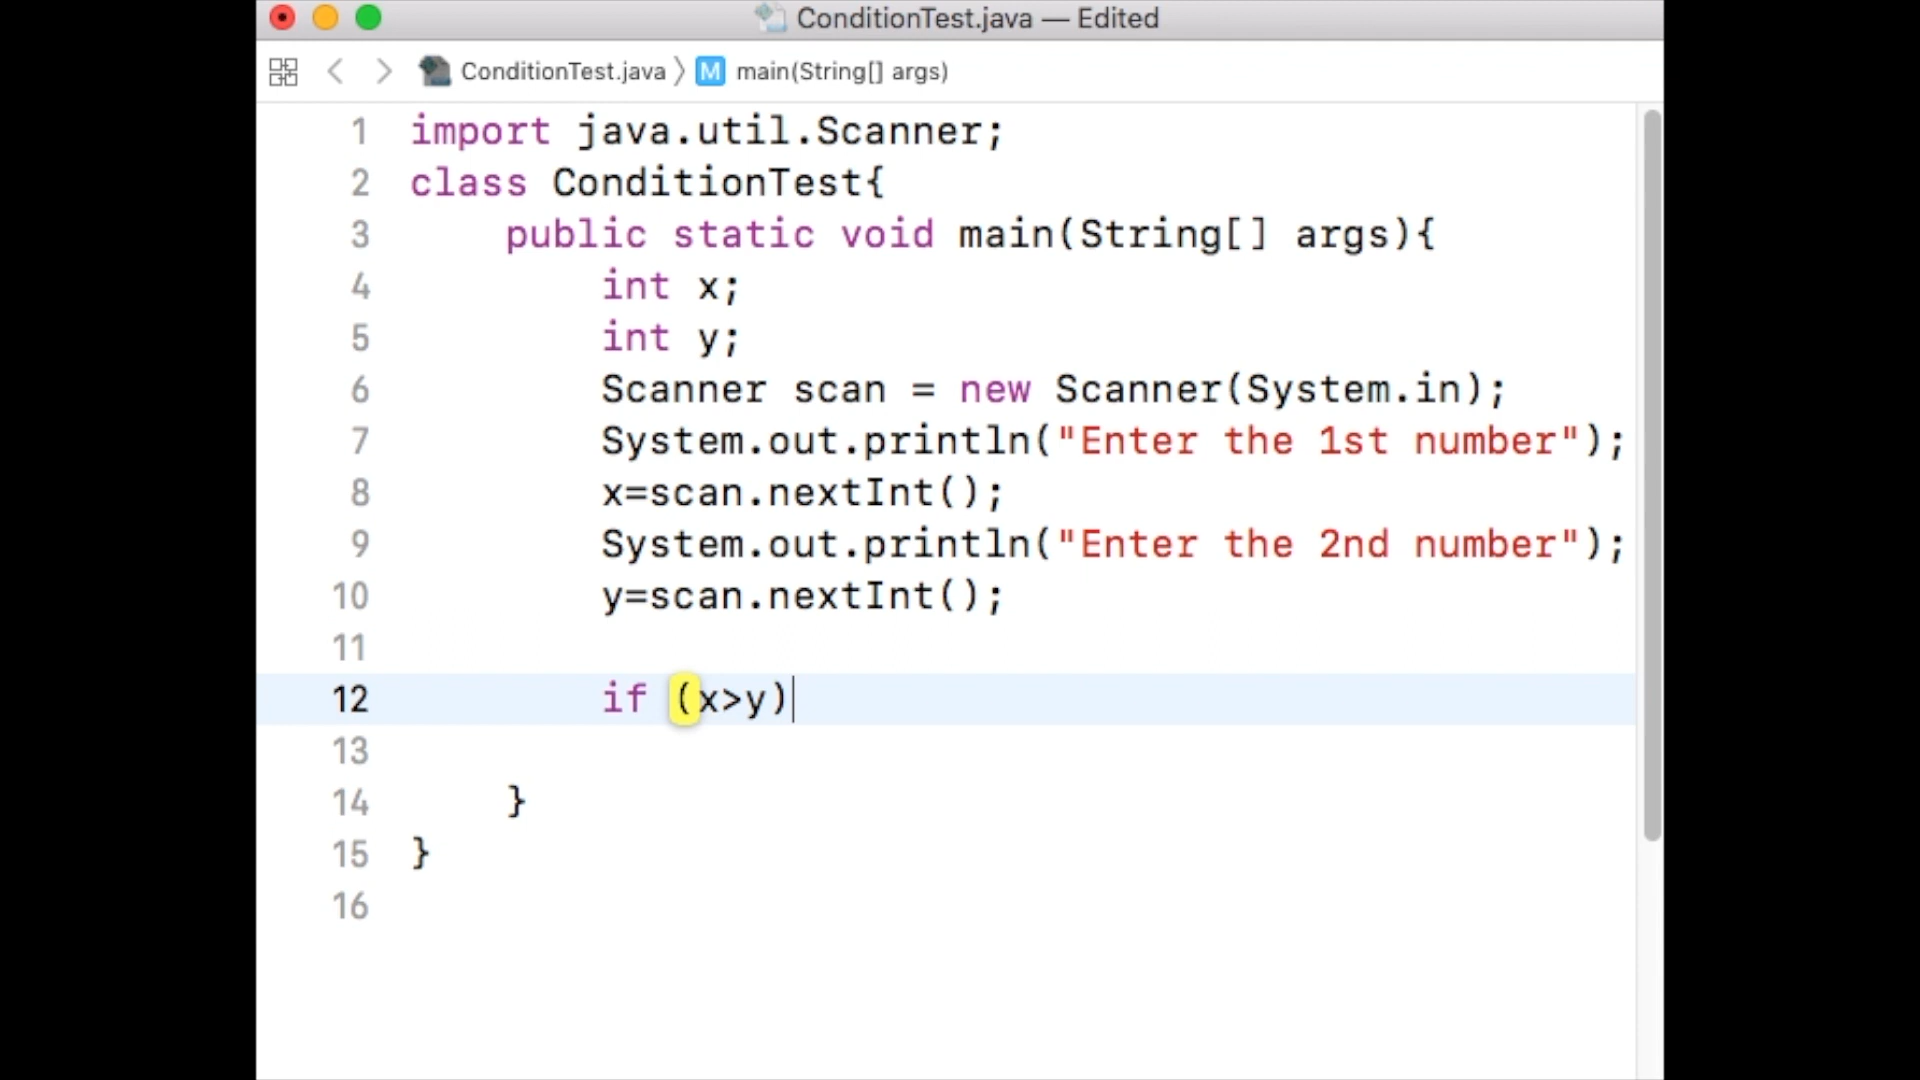 ConditionTest.java — Edited
ConditionTest.java 〉 M main(String[] args)
1 import java.util.Scanner;
2 class ConditionTest{
3 public static void main(String[] args){
4 int x;
5 int y;
6 Scanner scan = new Scanner(System.in);
7 System.out.println("Enter the 1st number");
8 x=scan.nextInt();
9 System.out.println("Enter the 2nd number");
10 y=scan.nextInt();
11
12 if (x>y)
13
14 }
15 }
16